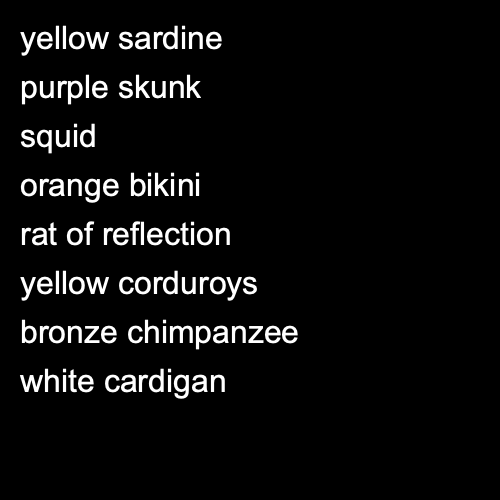 yellow sardine
purple skunk
squid
orange bikini
rat of reflection
yellow corduroys
bronze chimpanzee
white cardigan